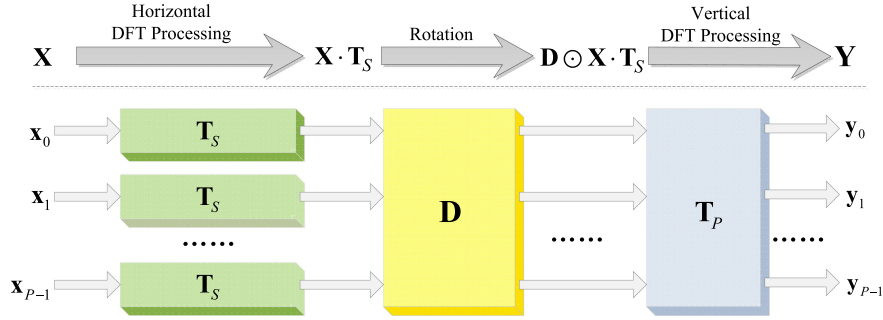 Horizontal
DFT Processing
Rotation
Vertical
DFT Processing
X
X · T_S
D ⊙ X · T_S
Y
x_0
T_S
y_0
x_1
T_S
D
T_P
y_1
······
······
······
x_{P−1}
T_S
y_{P−1}